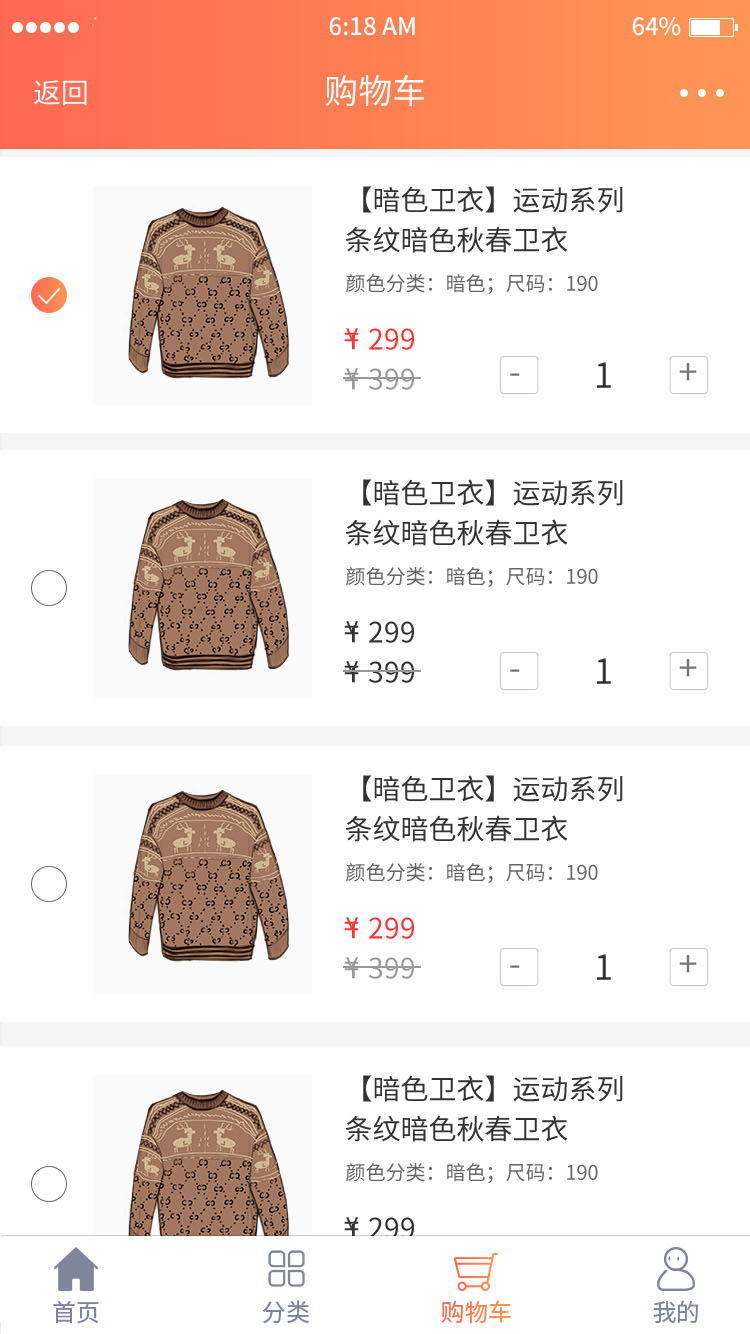 6:18 AM
64%
返回
购物车
【暗色卫衣】运动系列
条纹暗色秋春卫衣
颜色分类：暗色；尺码：190
¥ 299
¥ 399
- 1 +
【暗色卫衣】运动系列
条纹暗色秋春卫衣
颜色分类：暗色；尺码：190
¥ 299
¥ 399
- 1 +
【暗色卫衣】运动系列
条纹暗色秋春卫衣
颜色分类：暗色；尺码：190
¥ 299
¥ 399
- 1 +
【暗色卫衣】运动系列
条纹暗色秋春卫衣
颜色分类：暗色；尺码：190
¥ 299
首页
分类
购物车
我的